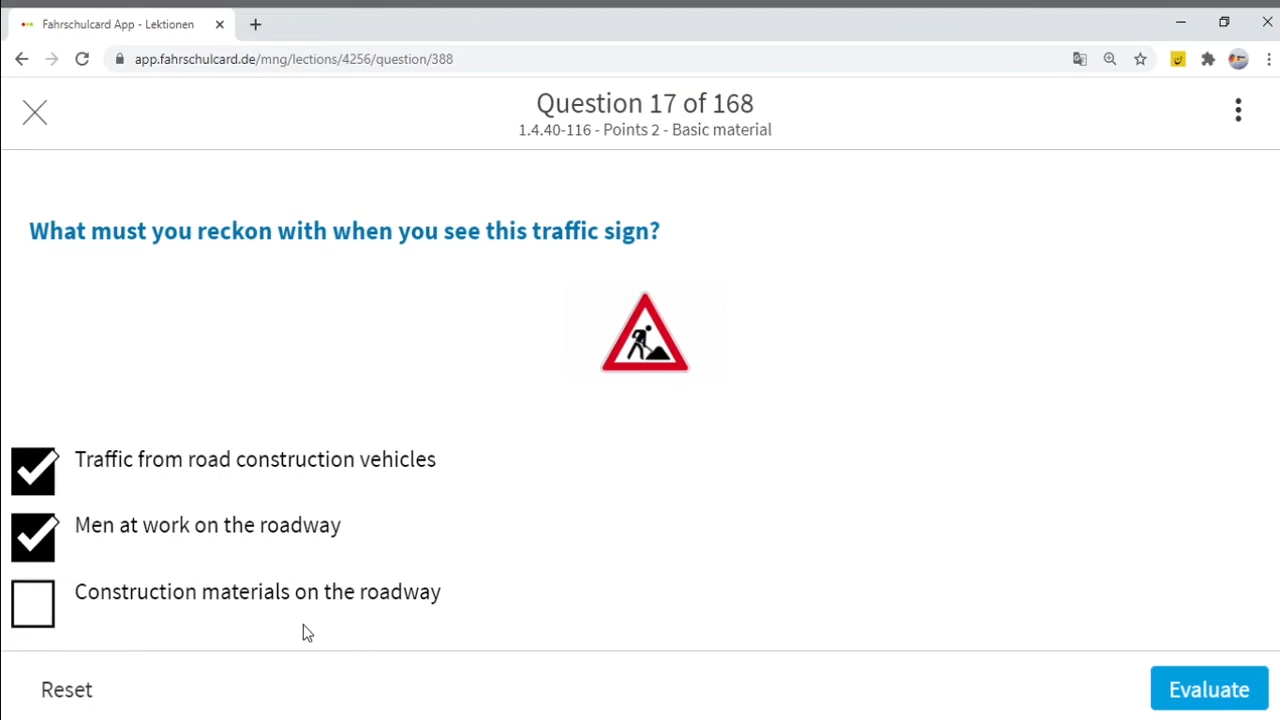 Fahrschulcard App - Lektionen
app.fahrschulcard.de/mng/lections/4256/question/388
Question 17 of 168
1.4.40-116 - Points 2 - Basic material
What must you reckon with when you see this traffic sign?
Traffic from road construction vehicles
Men at work on the roadway
Construction materials on the roadway
Reset
Evaluate